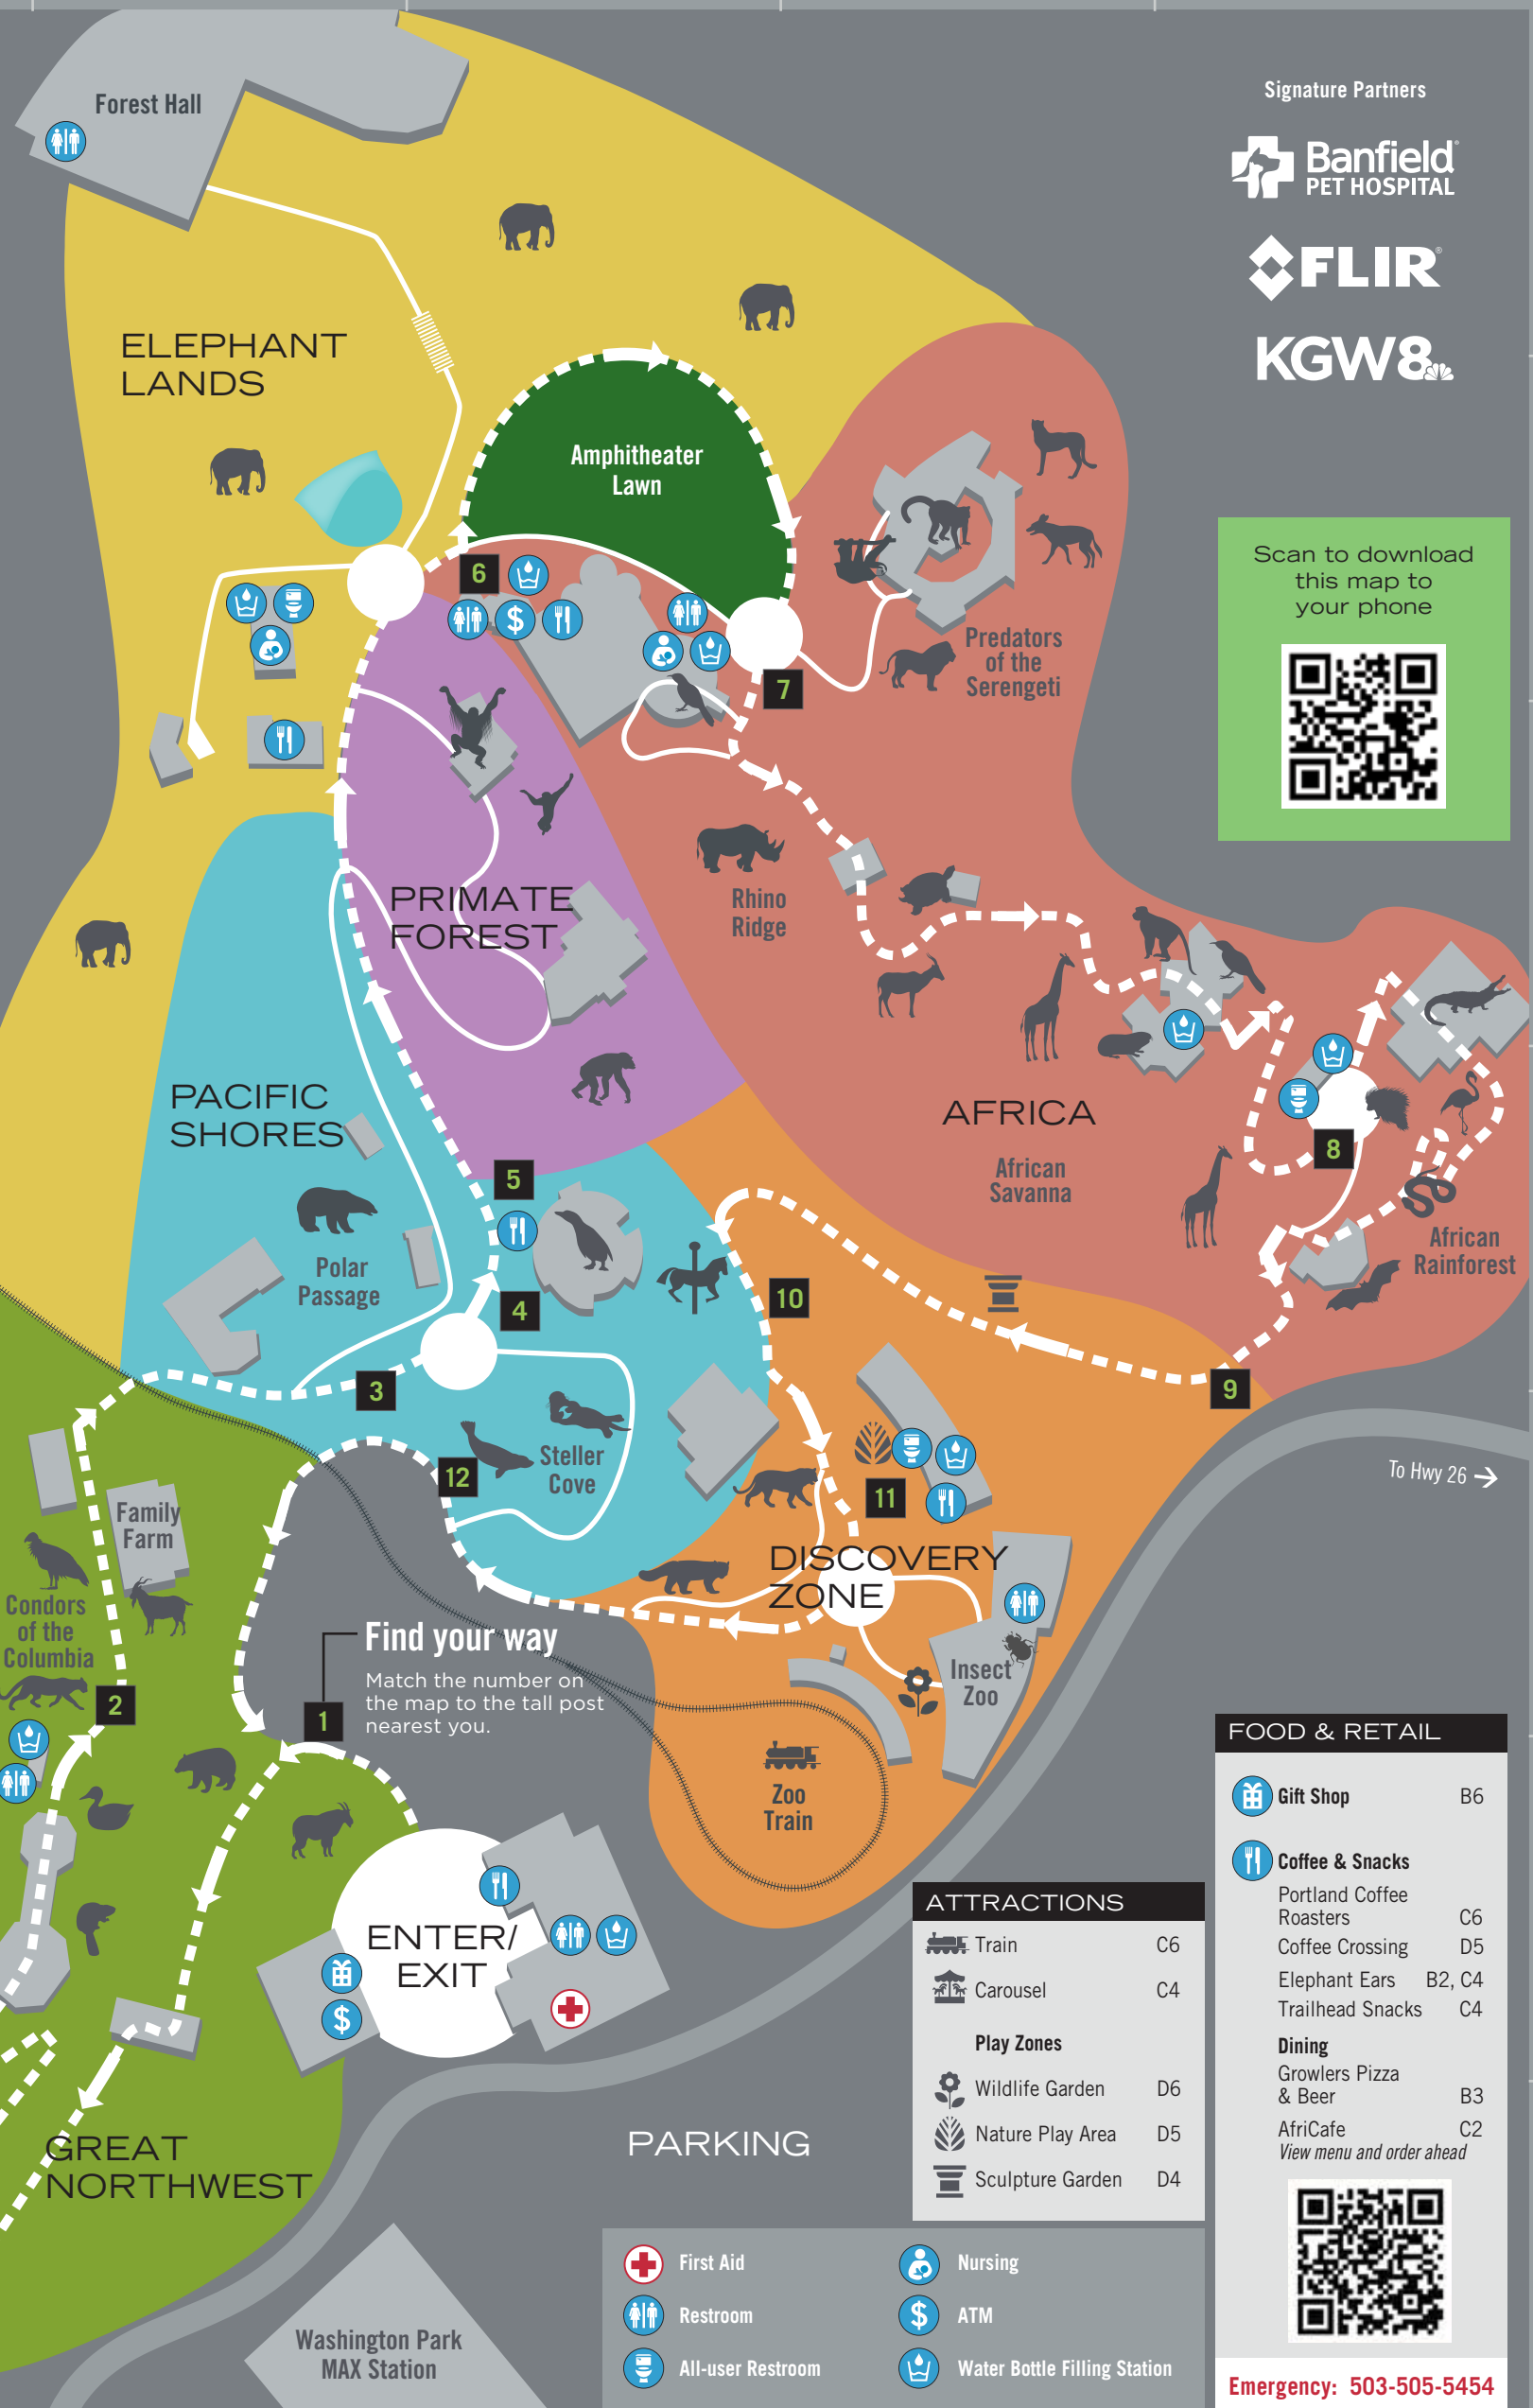 Forest Hall
Signature Partners
Banfield®
PET HOSPITAL
FLIR®
KGW8
ELEPHANT
LANDS
Amphitheater
Lawn
Scan to download
this map to
your phone
6
7
Predators
of the
Serengeti
$
PRIMATE
FOREST
Rhino
Ridge
PACIFIC
SHORES
AFRICA
African
Savanna
8
African
Rainforest
5
Polar
Passage
4
10
3
9
12
Steller
Cove
11
To Hwy 26
Family
Farm
DISCOVERY
ZONE
Condors
of the
Columbia
2
1
Find your way
Match the number on
the map to the tall post
nearest you.
Insect
Zoo
Zoo
Train
ENTER/
EXIT
$
GREAT
NORTHWEST
PARKING
Washington Park
MAX Station
ATTRACTIONS
Train C6
Carousel C4
Play Zones
Wildlife Garden D6
Nature Play Area D5
Sculpture Garden D4
First Aid
Restroom
All-user Restroom
Nursing
$ ATM
Water Bottle Filling Station
FOOD & RETAIL
Gift Shop B6
Coffee & Snacks
Portland Coffee
Roasters C6
Coffee Crossing D5
Elephant Ears B2, C4
Trailhead Snacks C4
Dining
Growlers Pizza
& Beer B3
AfriCafe C2
View menu and order ahead
Emergency: 503-505-5454